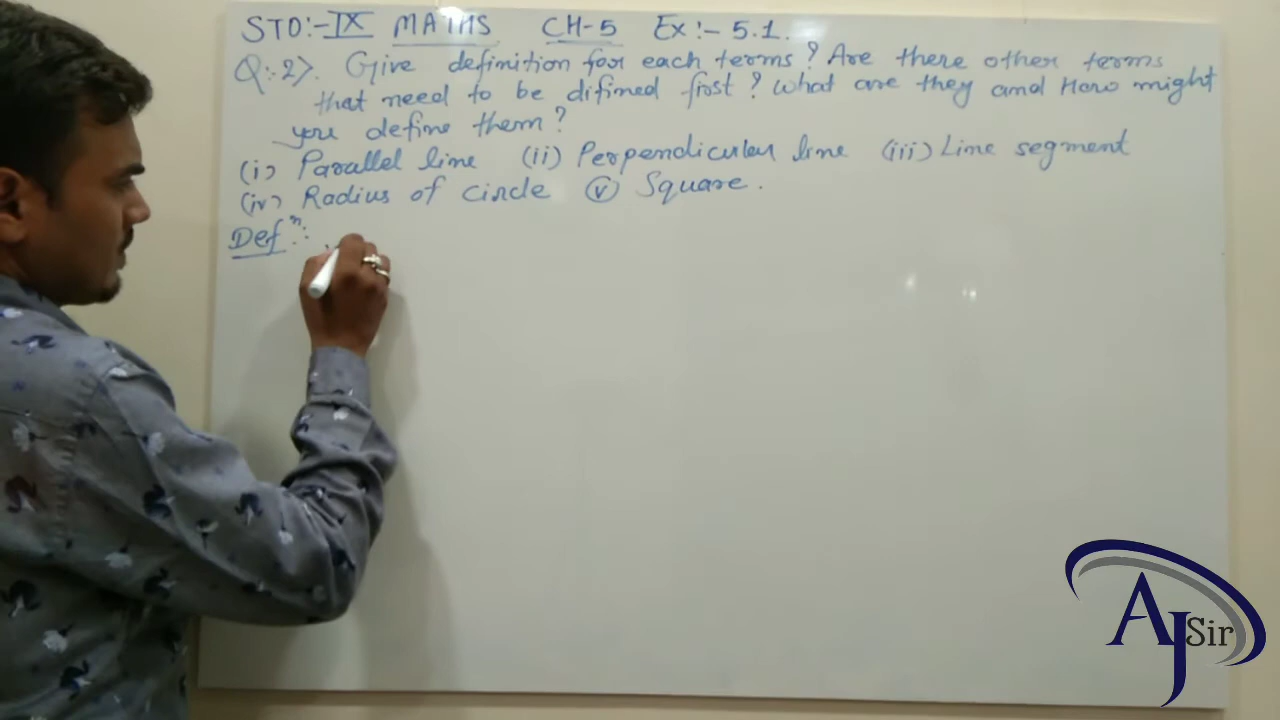 STD:- IX MATHS CH-5 Ex:- 5.1.
Q:-2>. Give definition for each terms? Are there other terms
that need to be difined first? What are they and How might
you define them?
(i) Parallel line (ii) Perpendicular line (iii) Line segment
(iv) Radius of circle (v) Square.
Defⁿ:
AJ Sir